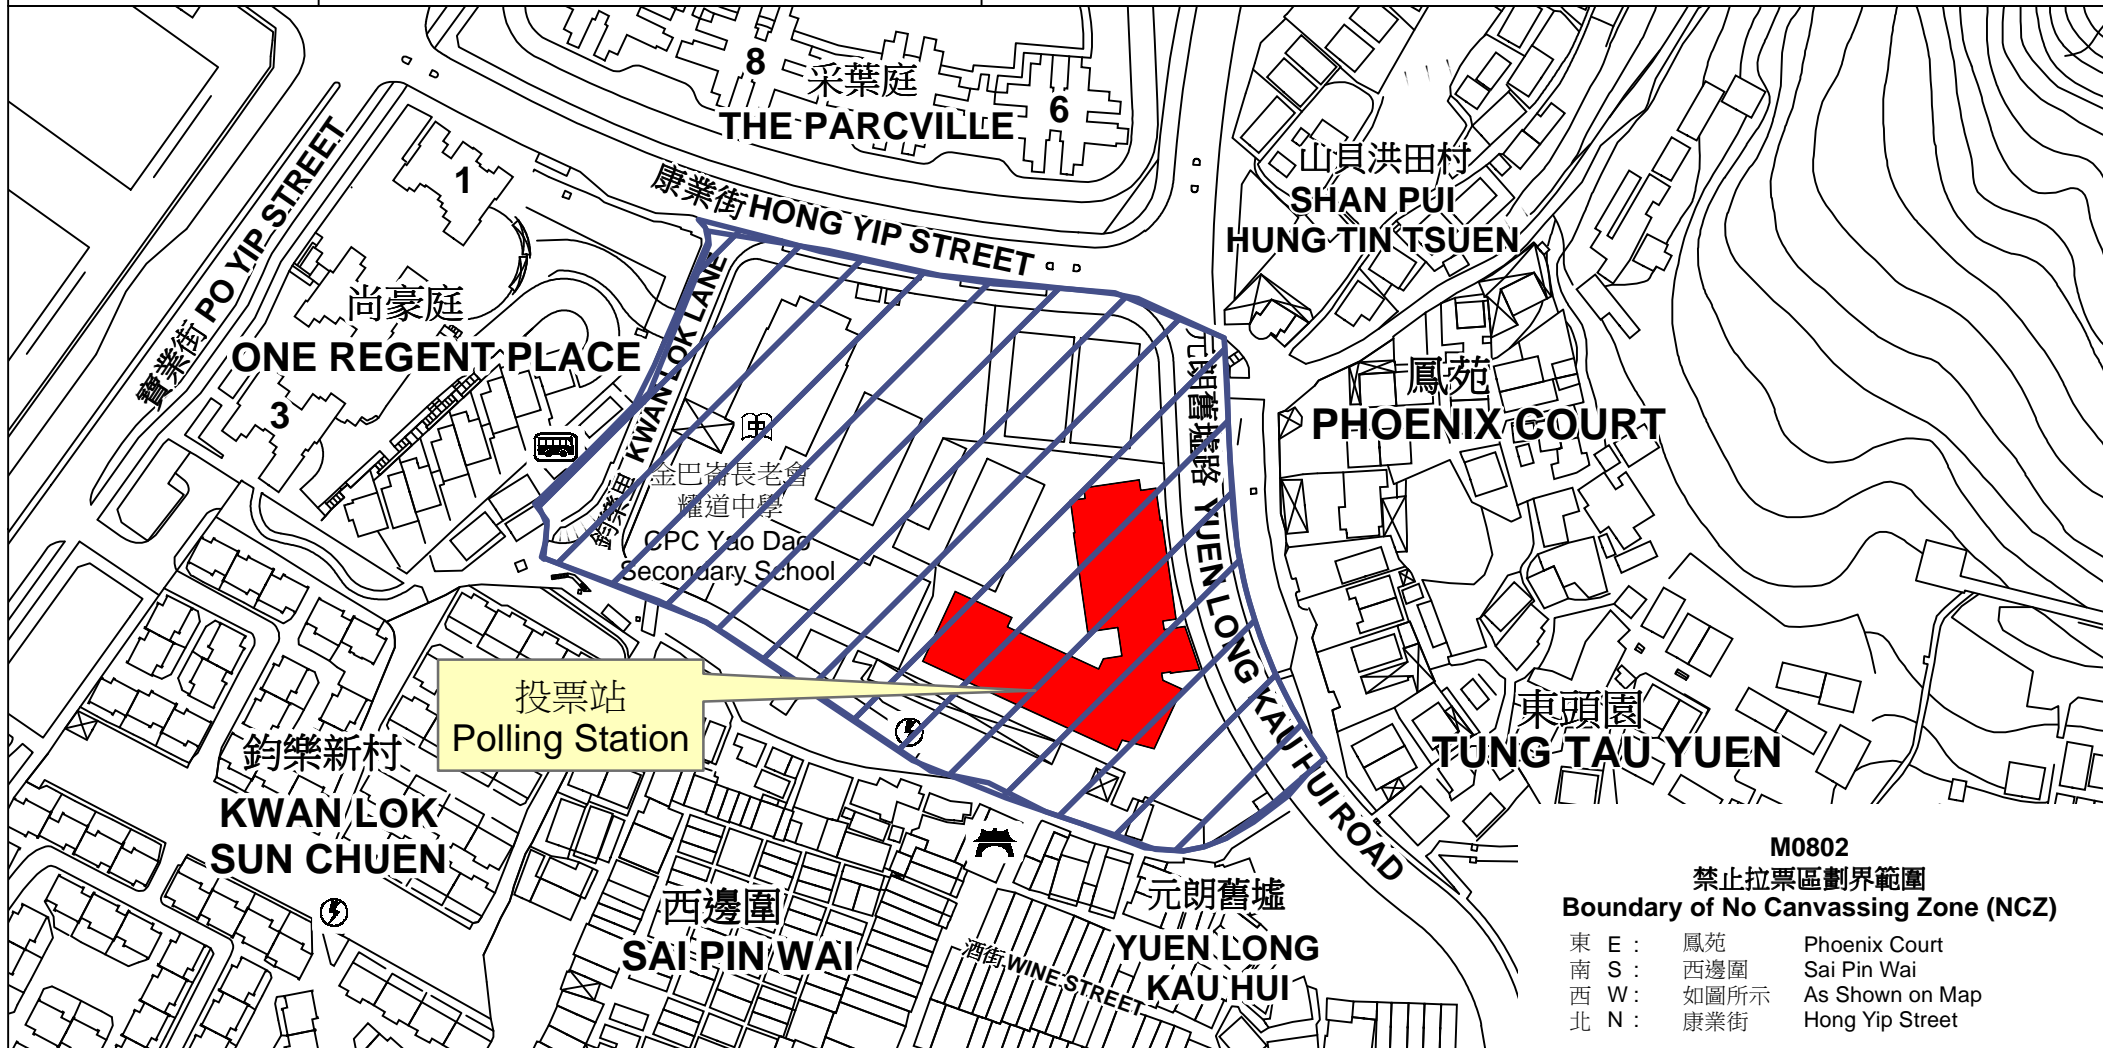 8
采葉庭
6
THE PARCVILLE
1
康業街 HONG YIP STREET
寶業街 PO YIP STREET
山貝洪田村
SHAN PUI
HUNG TIN TSUEN
尚豪庭
ONE REGENT PLACE
3
鈞樂里 KWAN LOK LANE
金巴崙長老會
耀道中學
CPC Yao Dao
Secondary School
元朗舊墟路 YUEN LONG KAU HUI ROAD
鳳苑
PHOENIX COURT
投票站
Polling Station
鈞樂新村
KWAN LOK
SUN CHUEN
東頭園
TUNG TAU YUEN
西邊圍
SAI PIN WAI
酒街 WINE STREET
元朗舊墟
YUEN LONG
KAU HUI
M0802
禁止拉票區劃界範圍
Boundary of No Canvassing Zone (NCZ)
東 E : 鳳苑 Phoenix Court
南 S : 西邊圍 Sai Pin Wai
西 W : 如圖所示 As Shown on Map
北 N : 康業街 Hong Yip Street